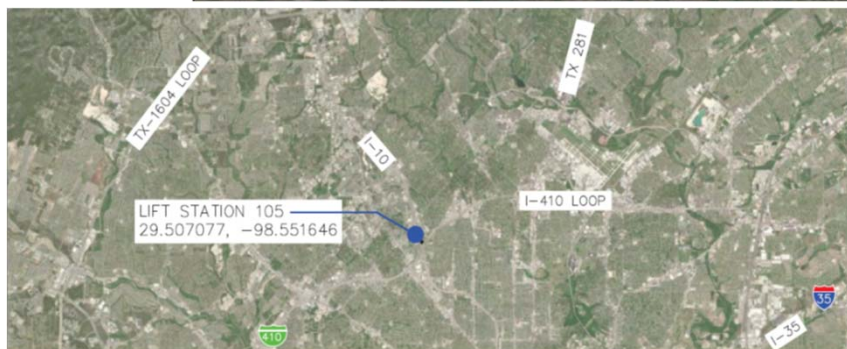 TX 281
TX-1604 LOOP
I-10
I-410 LOOP
LIFT STATION 105
29.507077, -98.551646
35
410
I-35